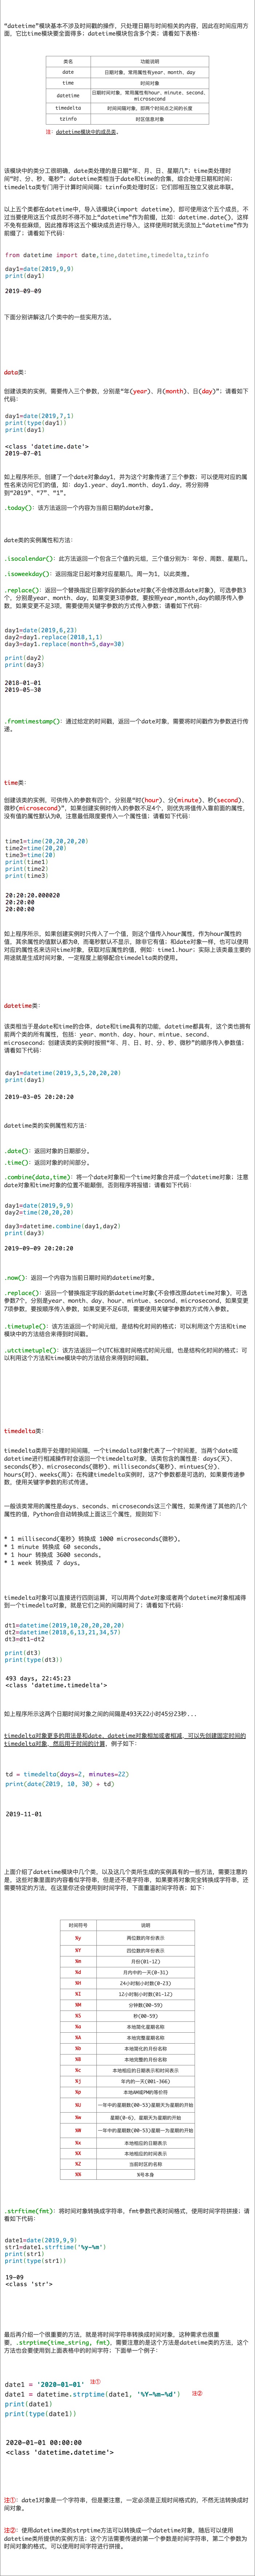 “datetime”模块基本不涉及时间戳的操作，只处理日期与时间相关的内容，因此在时间应用方
面，它比time模块要全面得多；datetime模块包含多个类；请看如下表格：
类名 说明
date 日期对象，常用属性有year、month、day
time 时间对象
datetime 日期时间对象，常用属性有hour、minute、second、
microsecond
timedelta 时间间隔对象，即两个时间点之间的长度
tzinfo 时区信息对象
注：datetime模块中的成员类。
该模块中的类分工很明确，date类处理的是日期“年、月、日、星期几”；time类处理时
间“时、分、秒、毫秒”；datetime类相当于date和time的合集，综合处理日期和时间；
timedelta类专门用于计算时间间隔；tzinfo类处理时区；它们即相互独立又彼此串联。
以上五个类都在datetime中，导入该模块(import datetime)，即可使用这个五个成员，不
过当要使用这五个成员时不得不加上“datetime”作为前缀，比如：datetime.date()，这样
不免有些麻烦，因此推荐将这五个模块成员进行导入，这样使用时就无须加上“datetime”作为
前缀了；请看以下代码：
from datetime import date,time,datetime,timedelta,tzinfo
day1=date(2019,9,9)
print(day1)
2019-09-09
下面分别讲解这几个类中的一些实用方法。
data类：
创建该类的实例，需要传入三个参数，分别是“年(year)、月(month)、日(day)”；请看如下
代码：
day1=date(2019,7,1)
print(type(day1))
print(day1)
<class 'datetime.date'>
2019-07-01
如上程序所示，创建了一个date对象day1，并为这个对象传递了三个参数；可以使用对应的属性
名来访问它们的值，如：day1.year、day1.month、day1.day，将分别得
到“2019”、“7”、“1”。
.today()：该方法返回一个内容为当前日期的date对象。
date类的实例属性和方法：
.isocalendar()：此方法返回一个包含三个值的元组，三个值分别为：年份、周数、星期几。
.isoweekday()：返回指定日起对象对应星期几，周一为1，以此类推。
.replace()：返回一个替换指定日期字段的新date对象(不会修改原date对象)，可选参数3
个，分别是year、month、day，如果变更3项参数，要按照year,month,day的顺序传入参
数，如果变更不足3项，需要使用关键字参数的方式传入参数；请看如下代码：
day1=date(2019,6,23)
day2=day1.replace(2018,1,1)
day3=day1.replace(month=5,day=30)
print(day2)
print(day3)
2018-01-01
2019-05-30
.fromtimestamp()：通过给定的时间戳，返回一个date对象，需要将时间戳作为参数进行传
递。
time类：
创建该类的实例，可供传入的参数有四个，分别是“时(hour)、分(minute)、秒(second)、
微秒(microsecond)”，如果创建实例时传入的参数不足4个，则优先将值传入靠前面的属性，
没有值的属性默认为0，注意最低限度要传入一个属性值；请看如下代码：
time1=time(20,20,20,20)
time2=time(20,20)
time3=time(20)
print(time1)
print(time2)
print(time3)
20:20:20.000020
20:20:00
20:00:00
如上程序所示，如果创建实例时只传入了一个值，则这个值传入hour属性，作为hour属性的
值，其余属性的值默认都为0，而毫秒默认不显示，除非它有值；和date对象一样，也可以使用
对应的属性名来访问time对象，获取对应属性的值，例如：time1.hour；实际上该类最主要的
用途就是生成时间对象，一定程度上能够配合timedelta类的使用。
datetime类：
该类相当于是date和time的合体，date和time具有的功能，datetime都具有，这个类也拥有
前两个类的所有属性，包括：year、month、day、hour、mintue、second、
microsecond；创建该类的实例时按照“年、月、日、时、分、秒、微秒”的顺序传入参数值；
请看如下代码：
day1=datetime(2019,3,5,20,20,20)
print(day1)
2019-03-05 20:20:20
datetime类的实例属性和方法：
.date()：返回对象的日期部分。
.time()：返回对象的时间部分。
.combine(data,time)：将一个date对象和一个time对象合并成一个datetime对象；注意
date对象和time对象的位置不能颠倒，否则程序将报错；请看如下代码：
day1=date(2019,9,9)
day2=time(20,20,20)
day3=datetime.combine(day1,day2)
print(day3)
2019-09-09 20:20:20
.now()：返回一个内容为当前日期时间的datetime对象。
.replace()：返回一个替换指定字段的新datetime对象(不会修改原datetime对象)，可选
参数7个，分别是year、month、day、hour、mintue、second、microsecond，如果变更
7项参数，要按顺序传入参数，如果变更不足6项，需要使用关键字参数的方式传入参数。
.timetuple()：该方法返回一个时间元组，是结构化时间的格式；可以利用这个方法和time
模块中的方法结合来得到时间戳。
.utctimetuple()：该方法返回一个UTC标准时间格式时间元组，也是结构化时间的格式；可
以利用这个方法和time模块中的方法结合来得到时间戳。
timedelta类：
timedelta类用于处理时间间隔，一个timedalta对象代表了一个时间差，当两个date或
datetime进行相减操作时会返回一个timedelta对象，该类包含的属性是：days(天)、
seconds(秒)、microseconds(微秒)、milliseconds(毫秒)、mintues(分)、
hours(时)、weeks(周)；在构建timedelta实例时，这7个参数都是可选的，如果要传递参
数，使用关键字参数的形式传递。
一般该类常用的属性是days、seconds、microseconds这三个属性，如果传递了其他的几个
属性的值，Python会自动转换成上面这三个属性，规则如下：
* 1 millisecond(毫秒) 转换成 1000 microseconds(微秒)。
* 1 minute 转换成 60 seconds。
* 1 hour 转换成 3600 seconds。
* 1 week 转换成 7 days。
timedelta对象可以直接进行四则运算，可以用两个date对象或者两个datetime对象相减得
到一个timedelta对象，就是它们之间的间隔时间了；请看以下代码：
dt1=datetime(2019,10,20,20,20,20)
dt2=datetime(2018,6,13,21,34,57)
dt3=dt1-dt2
print(dt3)
print(type(dt3))
493 days, 22:45:23
<class 'datetime.timedelta'>
如上程序所示这两个日期时间对象之间的间隔是493天22小时45分23秒...
timedelta对象更多的用法是和date、datetime对象相加或者相减，可以先创建固定时间的
timedelta对象，然后用于时间的计算，例子如下：
td = timedelta(days=2, minutes=22)
print(date(2019, 10, 30) + td)
2019-11-01
上面介绍了datetime模块中几个类，以及这几个类所生成的实例具有的一些方法，需要注意的
是，这些对象里面的内容看似字符串，但是还不是字符串，如果要将对象完全转换成字符串，还
需要特定的方法，在这里你还会使用到时间字符，下面重温时间字符表；如下：
时间符号 说明
%y 两位数的年份表示
%Y 四位数的年份表示
%m 月份(01-12)
%d 月内中的一天(0-31)
%H 24小时制小时数(0-23)
%I 12小时制小时数(01-12)
%M 分钟数(00-59)
%S 秒(00-59)
%a 本地简化星期名称
%A 本地完整星期名称
%b 本地简化的月份名称
%B 本地完整的月份名称
%c 本地相应的日期表示和时间表示
%j 年内的一天(001-366)
%p 本地AM或PM的等价符
%U 一年中的星期数(00-53)星期天为星期的开始
%w 星期(0-6)，星期天为星期的开始
%W 一年中的星期数(00-53)星期一为星期的开始
%x 本地相应的日期表示
%X 本地相应的时间表示
%Z 当前时区的名称
%% %号本身
.strftime(fmt)：将时间对象转换成字符串，fmt参数代表时间格式，使用时间字符拼接；请
看如下代码：
date1=date(2019,9,9)
str1=date1.strftime('%y-%m')
print(str1)
print(type(str1))
19-09
<class 'str'>
最后再介绍一个很重要的方法，就是将时间字符串转换成时间对象，这种需求也很重
要，.strptime(time_string, fmt)，需要注意的是这个方法是datetime类的方法，这个
方法也会要使用到上面表格中的时间字符；下面举一个例子：
date1 = '2020-01-01' 注①
date1 = datetime.strptime(date1, '%Y-%m-%d') 注②
print(date1)
print(type(date1))
2020-01-01 00:00:00
<class 'datetime.datetime'>
注①：date1对象是一个字符串，但是要注意，一定必须是正规时间格式的，不然无法转换成时
间对象。
注②：使用datetime类的strptime方法可以转换成一个datetime对象，随后可以使用
datetime类所提供的实例方法；这个方法需要传递的第一个参数是时间字符串，第二个参数为
时间对象的格式，可以使用时间字符进行拼接。